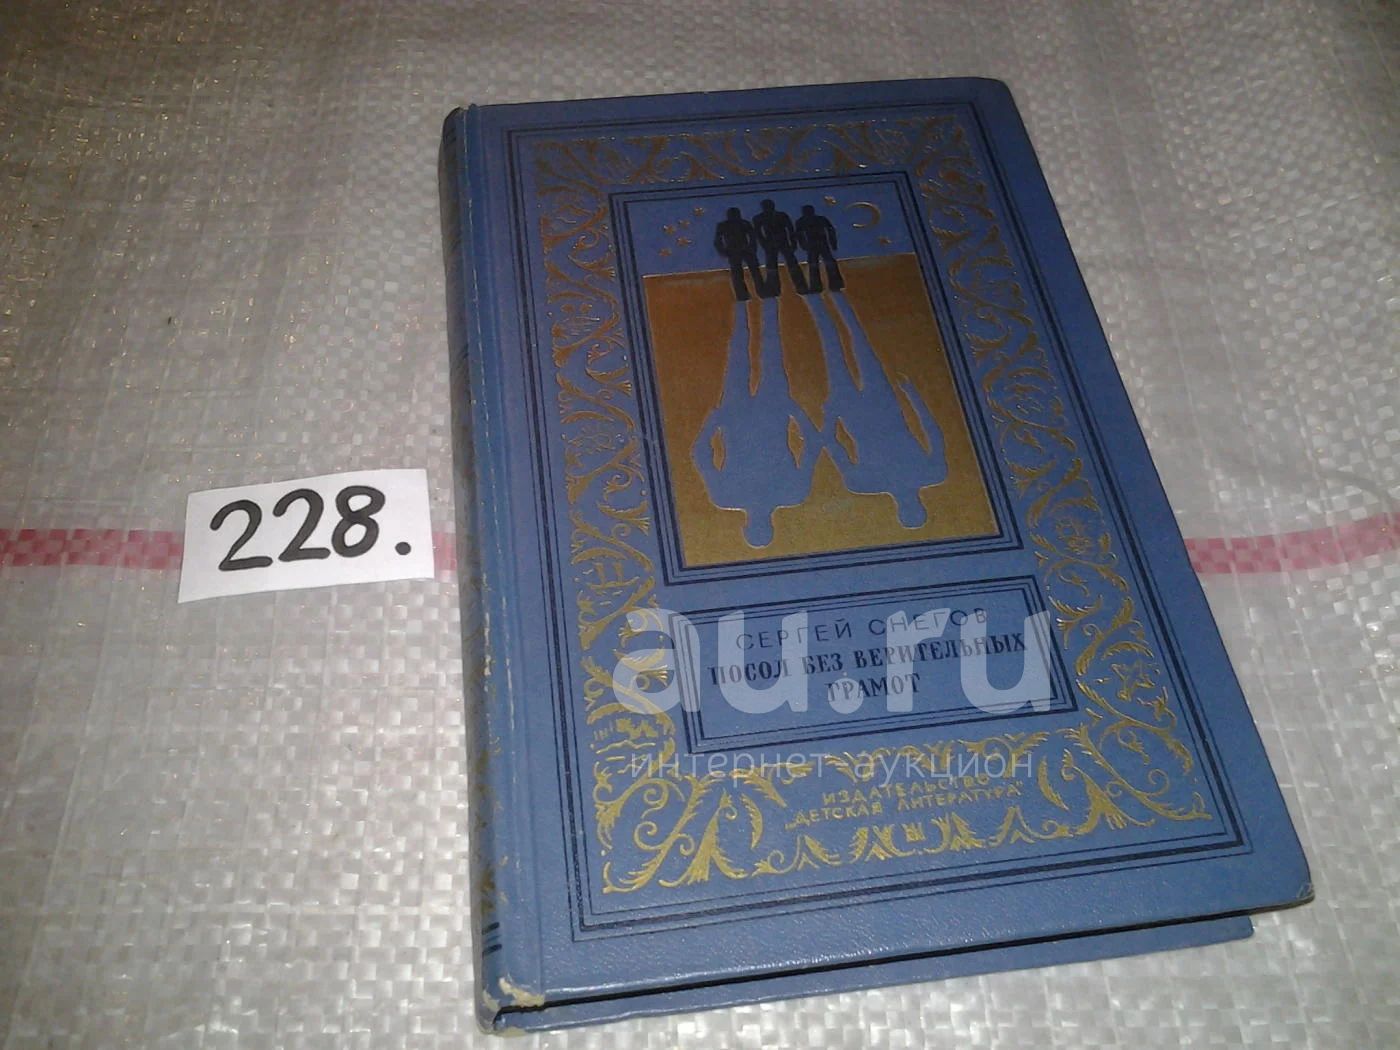 228.
СЕРГЕЙ СНЕГОВ
ПОСОЛ БЕЗ ВЕРИТЕЛЬНЫХ
ГРАМОТ
au.ru
интернет аукцион
ИЗДАТЕЛЬСТВО
„ДЕТСКАЯ ЛИТЕРАТУРА"